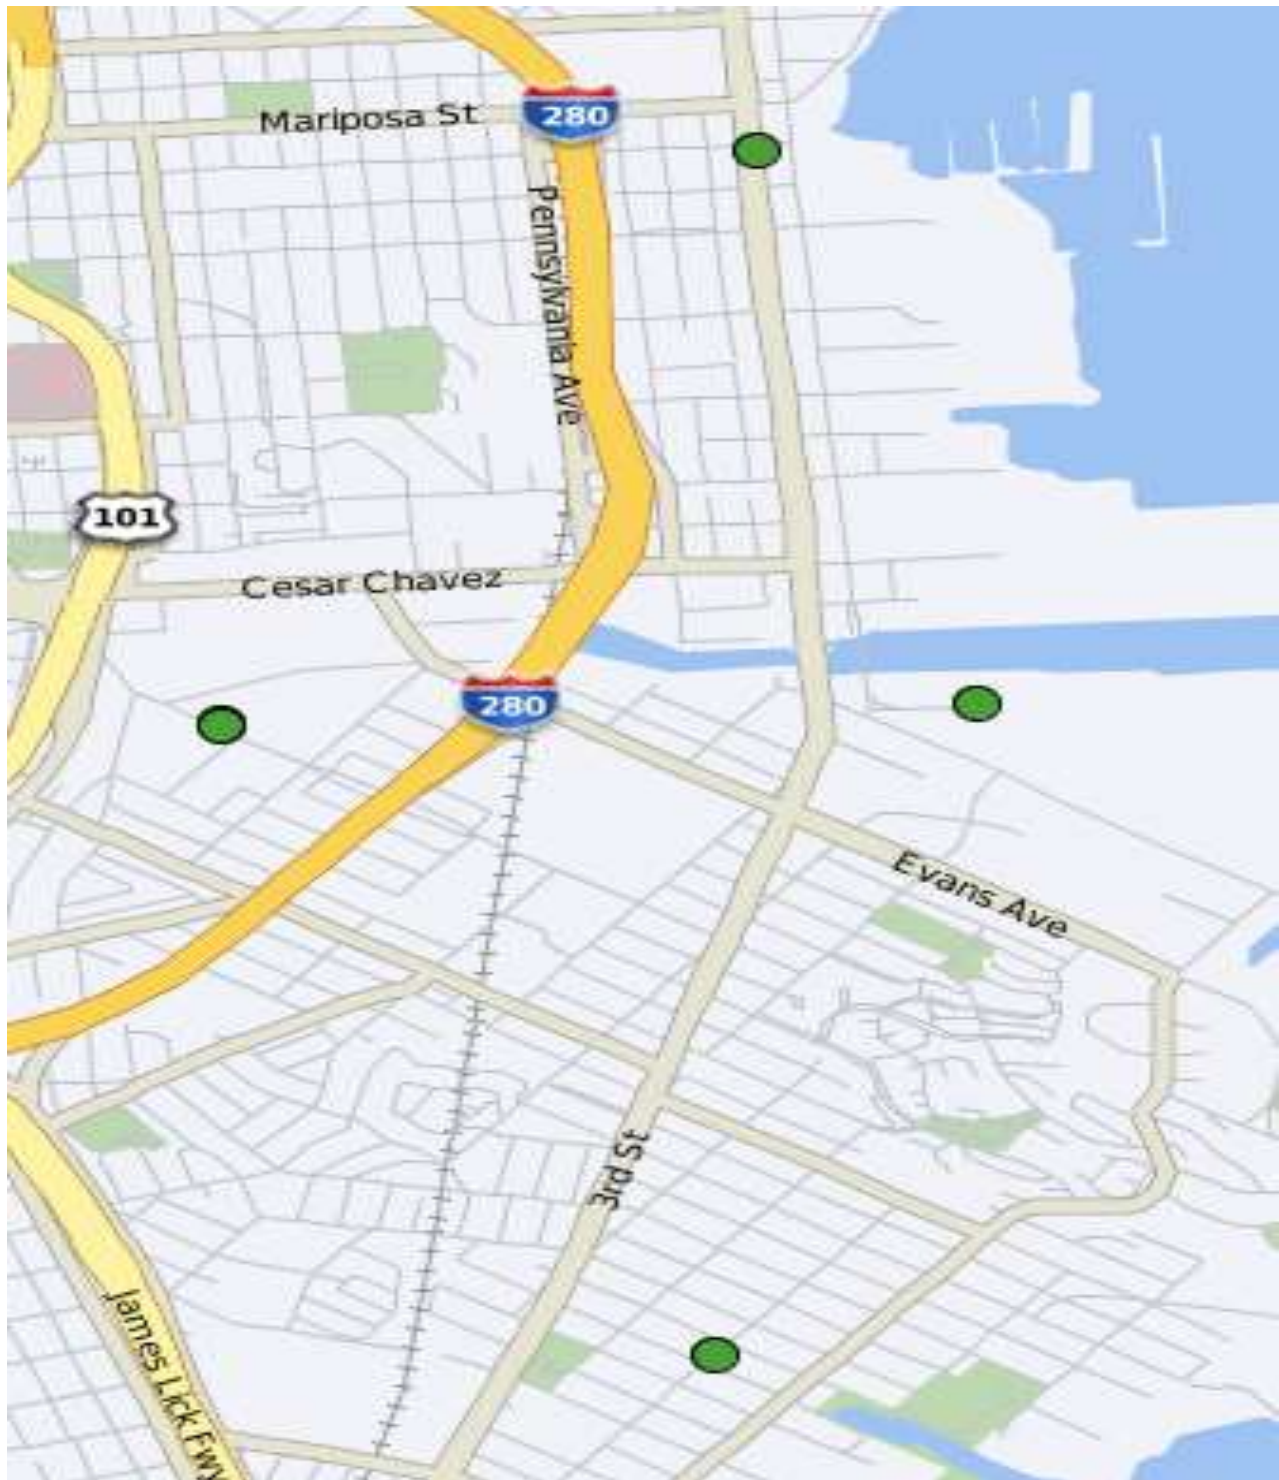 280
Mariposa St
Pennsylvania Ave
101
Cesar Chavez
280
Evans Ave
3rd St
James Lick Fwy